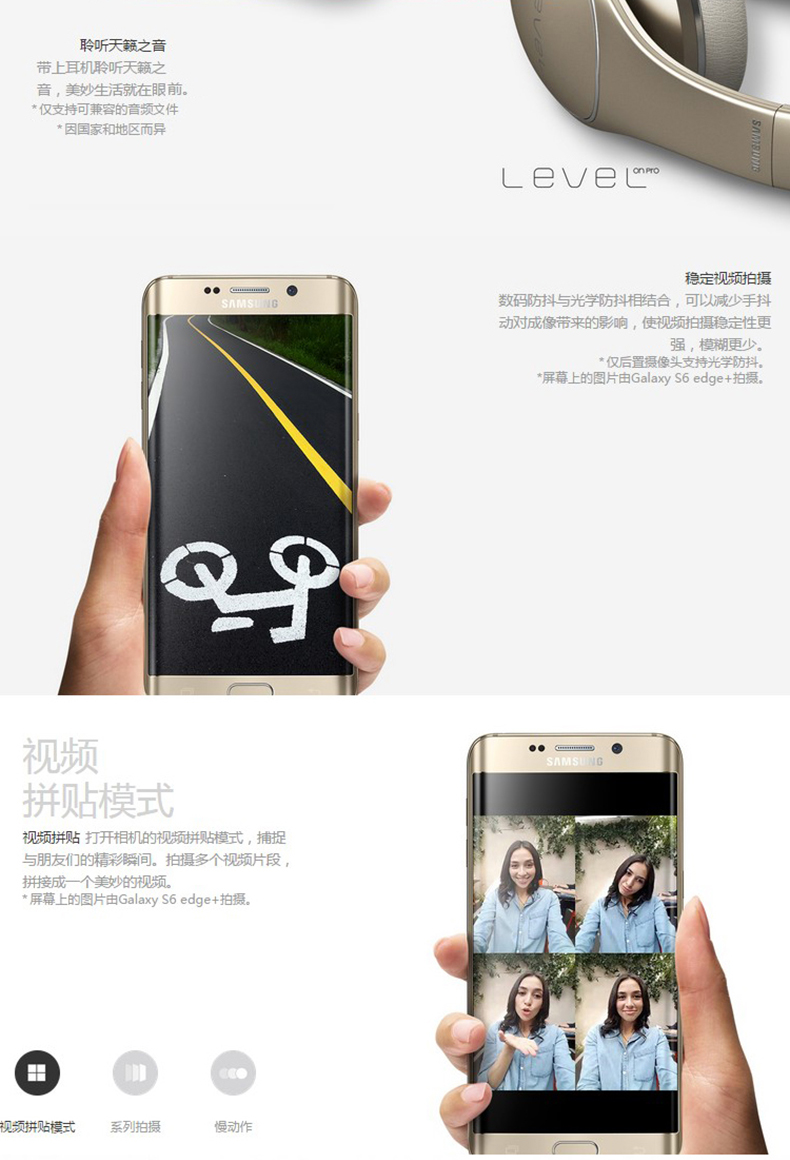 聆听天籁之音
带上耳机聆听天籁之
音，美妙生活就在眼前。
*仅支持可兼容的音频文件
*因国家和地区而异
SAMSUNG
LEVEL on PRO
稳定视频拍摄
数码防抖与光学防抖相结合，可以减少手抖
动对成像带来的影响，使视频拍摄稳定性更
强，模糊更少。
*仅后置摄像头支持光学防抖。
*屏幕上的图片由Galaxy S6 edge+拍摄。
SAMSUNG
视频
拼贴模式
视频拼贴 打开相机的视频拼贴模式，捕捉
与朋友们的精彩瞬间。拍摄多个视频片段，
拼接成一个美妙的视频。
*屏幕上的图片由Galaxy S6 edge+拍摄。
SAMSUNG
视频拼贴模式
系列拍摄
慢动作